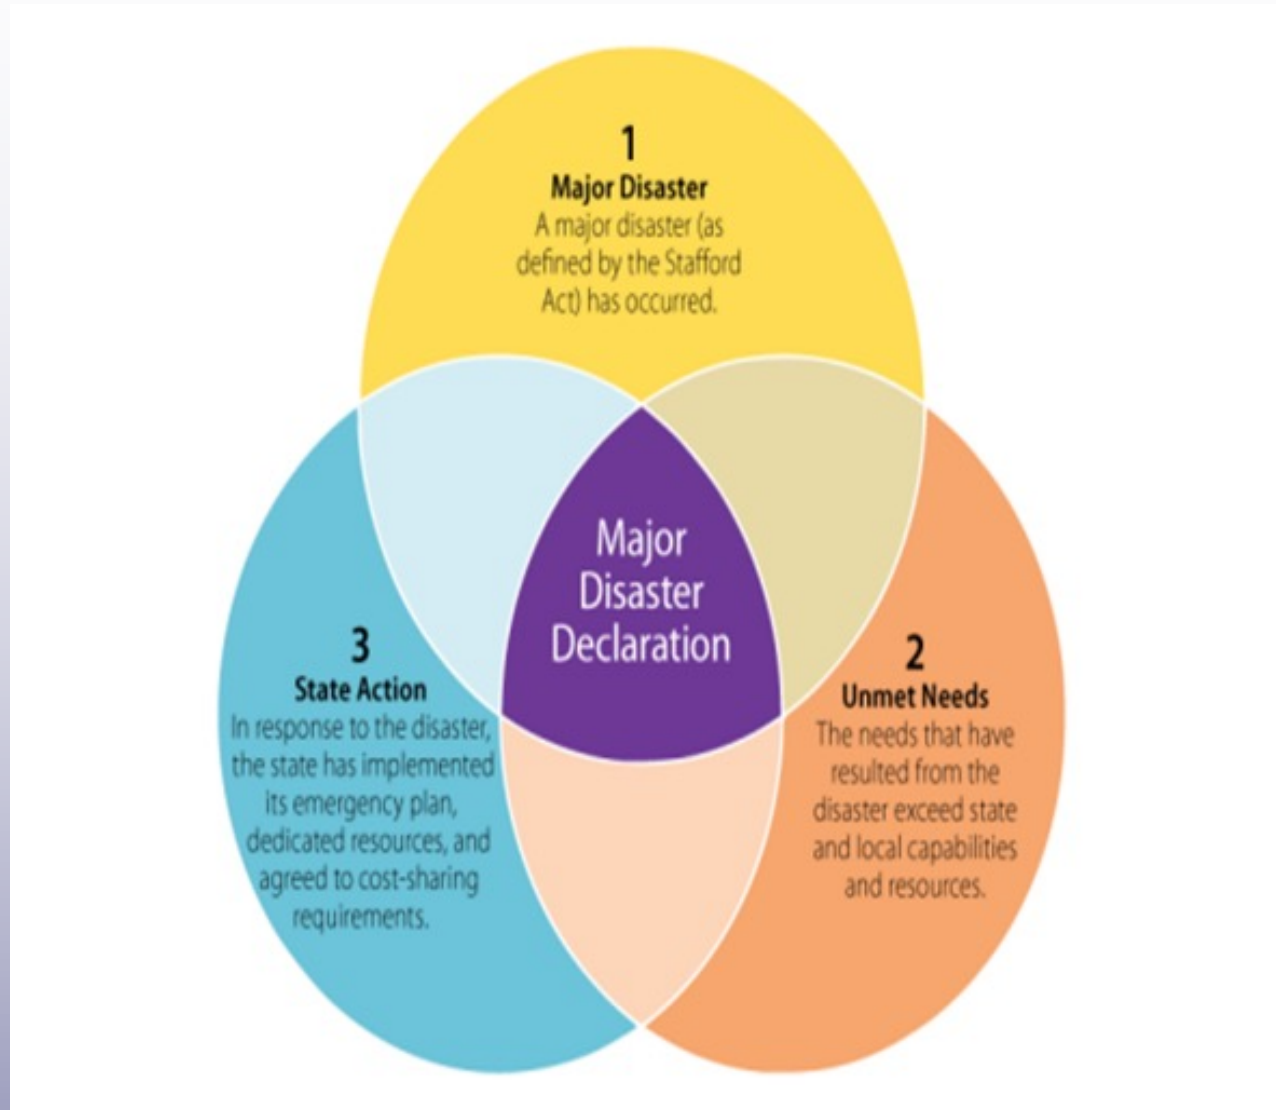 1
Major Disaster
A major disaster (as
defined by the Stafford
Act) has occurred.
Major
Disaster
Declaration
3
State Action
In response to the disaster,
the state has implemented
its emergency plan,
dedicated resources, and
agreed to cost-sharing
requirements.
2
Unmet Needs
The needs that have
resulted from the
disaster exceed state
and local capabilities
and resources.